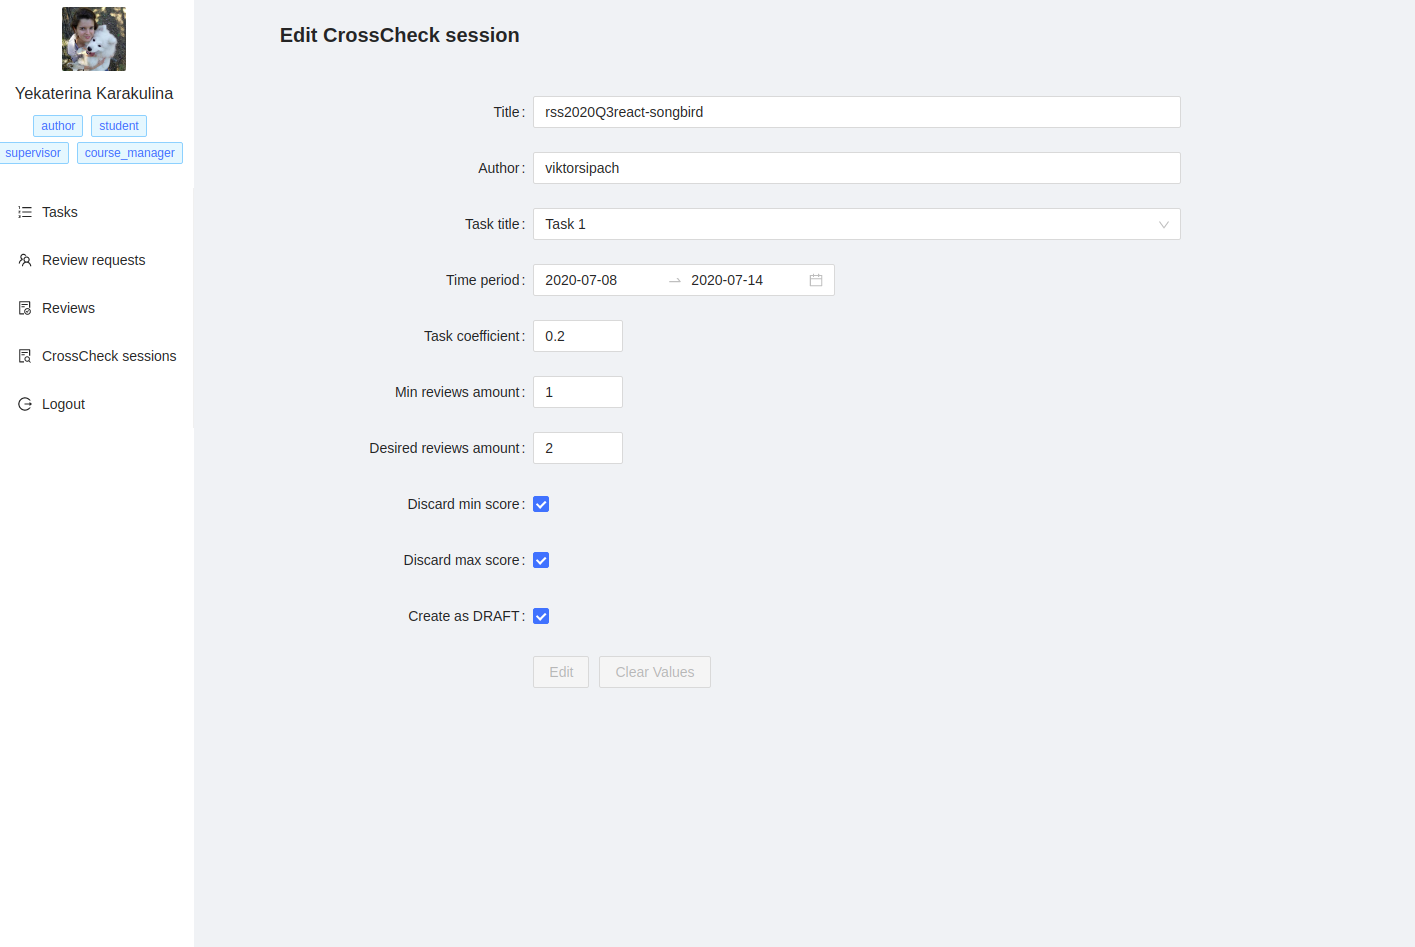 Yekaterina Karakulina
author student
supervisor course_manager
Tasks
Review requests
Reviews
CrossCheck sessions
Logout
Edit CrossCheck session
Title: rss2020Q3react-songbird
Author: viktorsipach
Task title: Task 1
Time period: 2020-07-08 → 2020-07-14
Task coefficient: 0.2
Min reviews amount: 1
Desired reviews amount: 2
Discard min score:
Discard max score:
Create as DRAFT:
Edit Clear Values